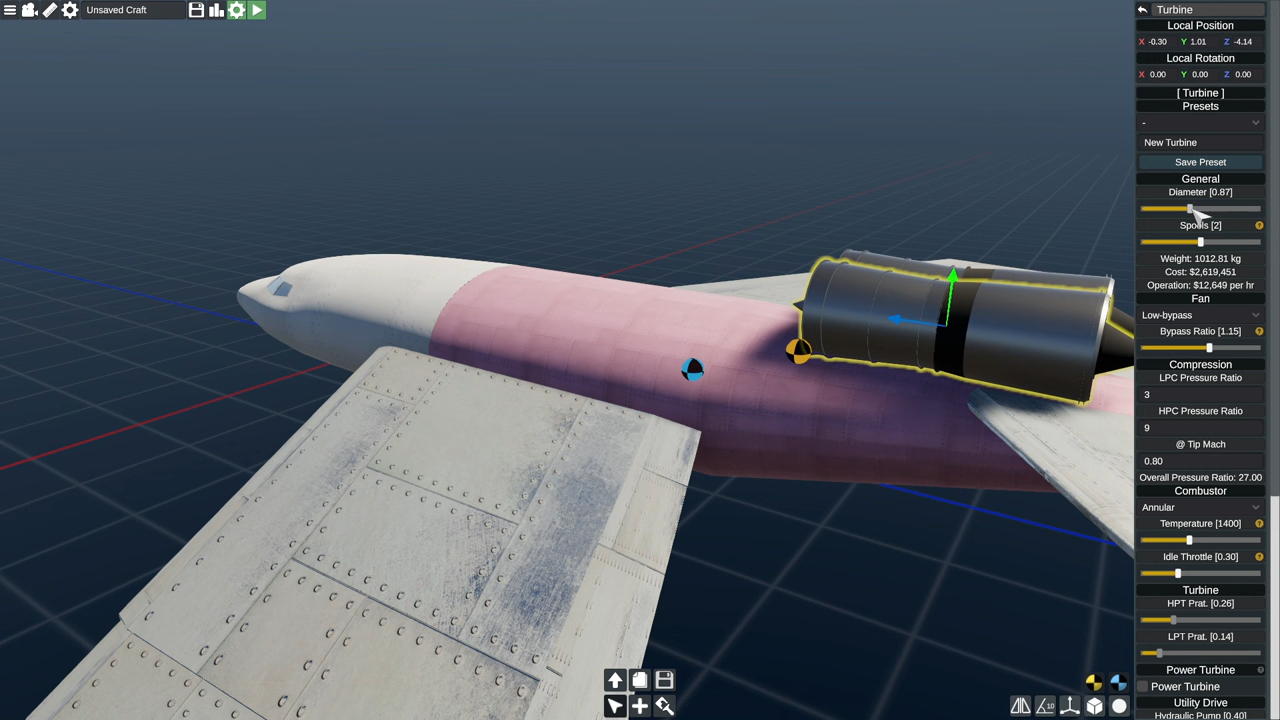 Unsaved Craft
Turbine
Local Position
X -0.30 Y 1.01 Z -4.14
Local Rotation
X 0.00 Y 0.00 Z 0.00
[ Turbine ]
Presets
-
New Turbine
Save Preset
General
Diameter [0.87]
Spools [2]
Weight: 1012.81 kg
Cost: $2,619,451
Operation: $12,649 per hr
Fan
Low-bypass
Bypass Ratio [1.15]
Compression
LPC Pressure Ratio
3
HPC Pressure Ratio
9
@ Tip Mach
0.80
Overall Pressure Ratio: 27.00
Combustor
Annular
Temperature [1400]
Idle Throttle [0.30]
Turbine
HPT Prat. [0.26]
LPT Prat. [0.14]
Power Turbine
Power Turbine
Utility Drive
Hydraulic Pump [0.40]
10